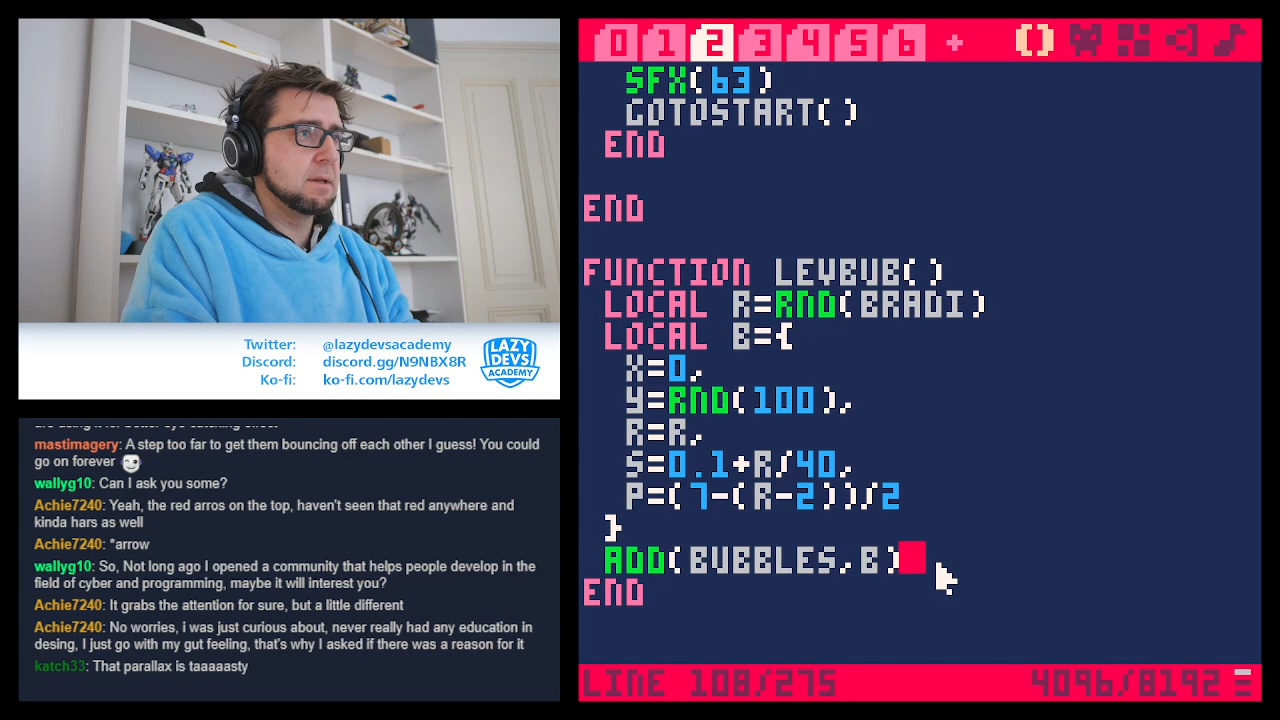 Twitter: @lazydevsacademy
Discord: discord.gg/N9NBX8R
Ko-fi: ko-fi.com/lazydevs
LAZY
DEVS
ACADEMY
mastimagery: A step too far to get them bouncing off each other I guess! You could
go on forever
wallyg10: Can I ask you some?
Achie7240: Yeah, the red arros on the top, haven't seen that red anywhere and
kinda hars as well
Achie7240: *arrow
wallyg10: So, Not long ago I opened a community that helps people develop in the
field of cyber and programming, maybe it will interest you?
Achie7240: It grabs the attention for sure, but a little different
Achie7240: No worries, i was just curious about, never really had any education in
desing, I just go with my gut feeling, that's why I asked if there was a reason for it
katch33: That parallax is taaaaasty
0 1 2 3 4 5 6 +
SFX(63)
GOTOSTART()
END
END
FUNCTION LEVBUB()
LOCAL R=RND(BRADI)
LOCAL B={
X=0,
Y=RND(100),
R=R,
S=0.1+R/40,
P=(7-(R-2))/2
}
ADD(BUBBLES,B)
END
LINE 108/275 4096/8192